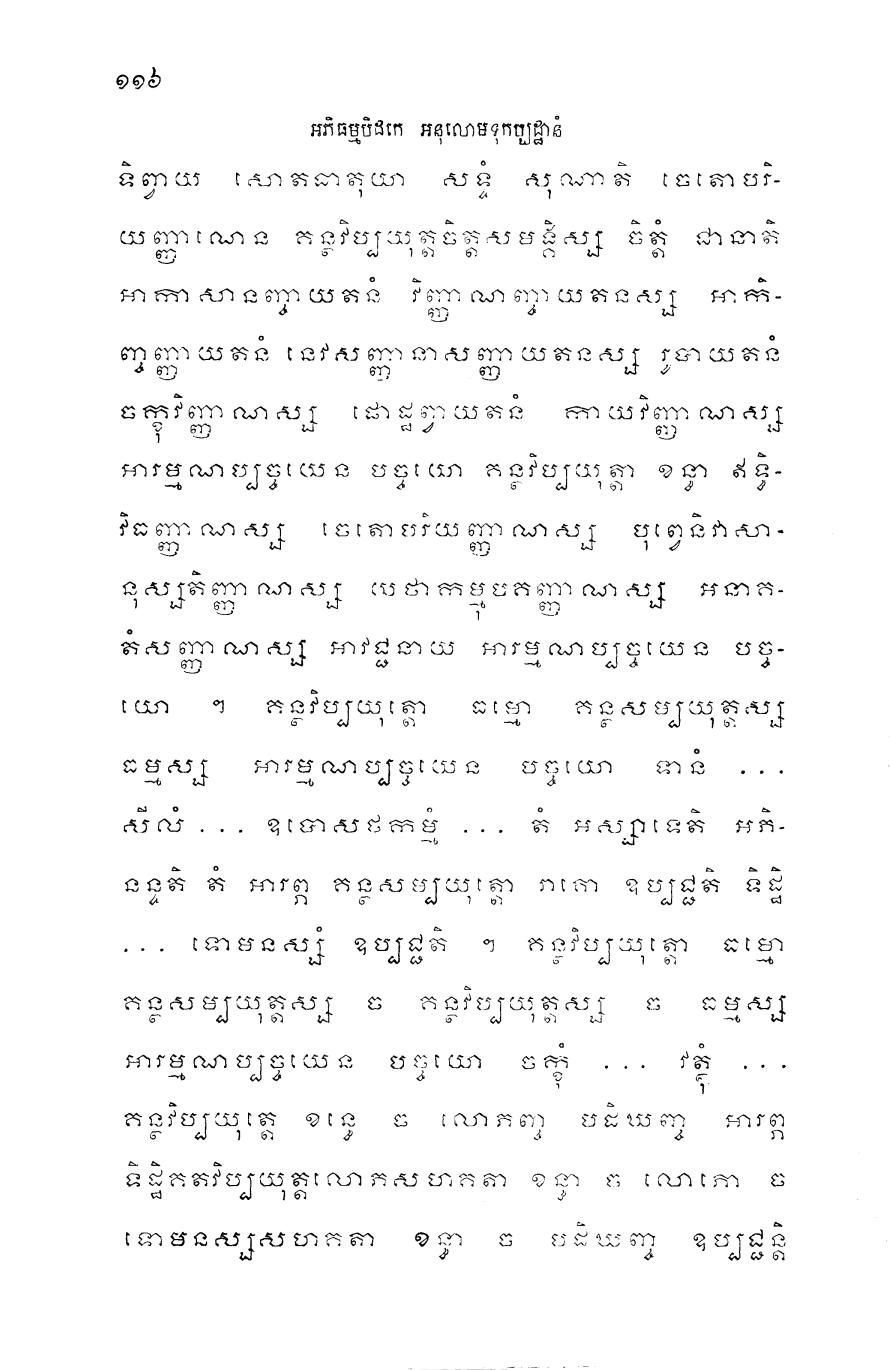 ១១៦
អភិធម្មបិដកេ អនុលោមទុកប្បដ្ឋានំ
ទិព្វាយ សោតធាតុយា សទ្ទំ សុណាតិ ចេតោបរិ-
យញ្ញាណេន គន្ថវិប្បយុត្តចិត្តសមង្គិស្ស ចិត្តំ ជានាតិ
អាកាសានញ្ចាយតនំ វិញ្ញាណញ្ចាយតនស្ស អាកិ-
ញ្ចញ្ញាយតនំ នេវសញ្ញានាសញ្ញាយតនស្ស រូបាយតនំ
ចក្ខុវិញ្ញាណស្ស ផោដ្ឋព្វាយតនំ កាយវិញ្ញាណស្ស
អារម្មណប្បច្ចយេន បច្ចយោ គន្ថវិប្បយុត្តា ខន្ធា ឥទ្ធិ-
វិធញ្ញាណស្ស ចេតោបរិយញ្ញាណស្ស បុព្វេនិវាសា-
នុស្សតិញ្ញាណស្ស យថាកម្មុបគញ្ញាណស្ស អនាគ-
តំសញ្ញាណស្ស អាវជ្ជនាយ អារម្មណប្បច្ចយេន បច្ច-
យោ ។ គន្ថវិប្បយុត្តោ ធម្មោ គន្ថសម្បយុត្តស្ស
ធម្មស្ស អារម្មណប្បច្ចយេន បច្ចយោ ទានំ ...
សីលំ ... ឧបោសថកម្មំ ... តំ អស្សាទេតិ អភិ-
នន្ទតិ តំ អារព្ភ គន្ថសម្បយុត្តោ រាគោ ឧប្បជ្ជតិ ទិដ្ឋិ
... ទោមនស្សំ ឧប្បជ្ជតិ ។ គន្ថវិប្បយុត្តោ ធម្មោ
គន្ថសម្បយុត្តស្ស ច គន្ថវិប្បយុត្តស្ស ច ធម្មស្ស
អារម្មណប្បច្ចយេន បច្ចយោ ចក្ខុំ ... វត្ថុំ ...
គន្ថវិប្បយុត្តេ ខន្ធេ ច លោភញ្ច បដិឃញ្ច អារព្ភ
ទិដ្ឋិគតវិប្បយុត្តលោភសហគតា ខន្ធា ច លោភោ ច
ទោមនស្សសហគតា ខន្ធា ច បដិឃញ្ច ឧប្បជ្ជន្តិ